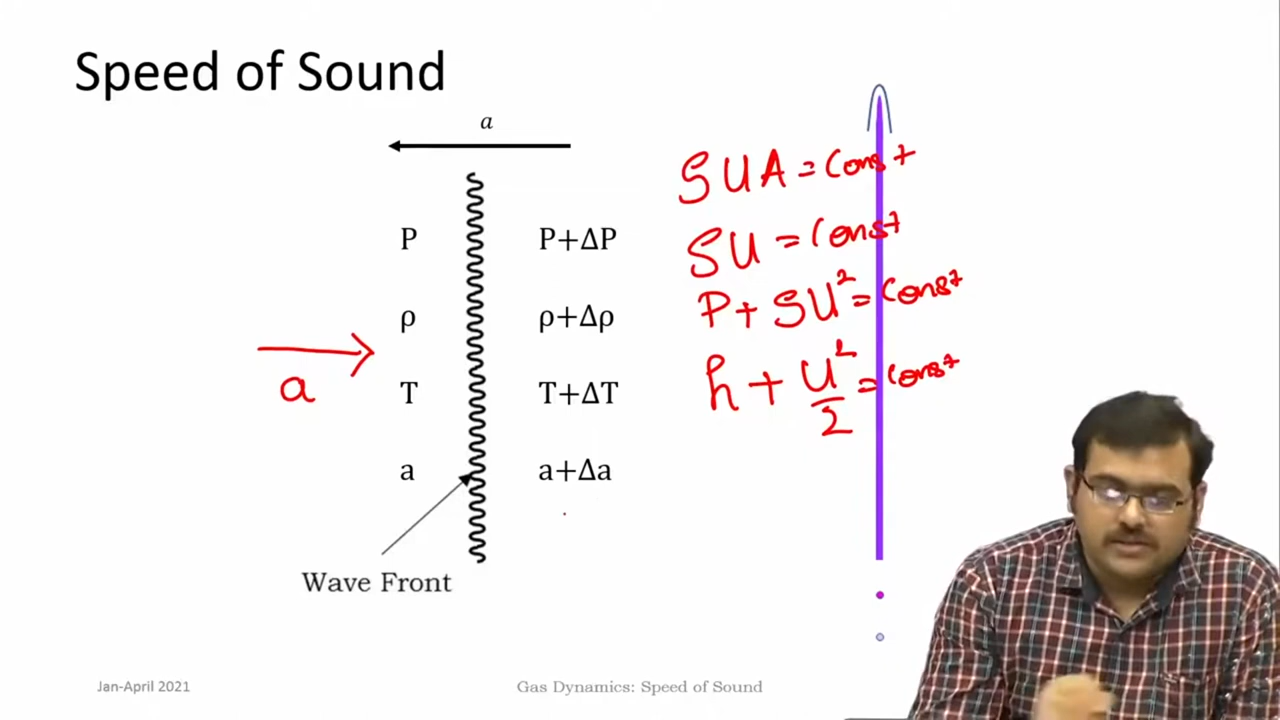 Speed of Sound
a
P P+ΔP
ρ ρ+Δρ
T T+ΔT
a a+Δa
Wave Front
a
ρUA = Const
ρU = Const
P + ρU² = Const
h + U²/2 = Const
Jan-April 2021
Gas Dynamics: Speed of Sound